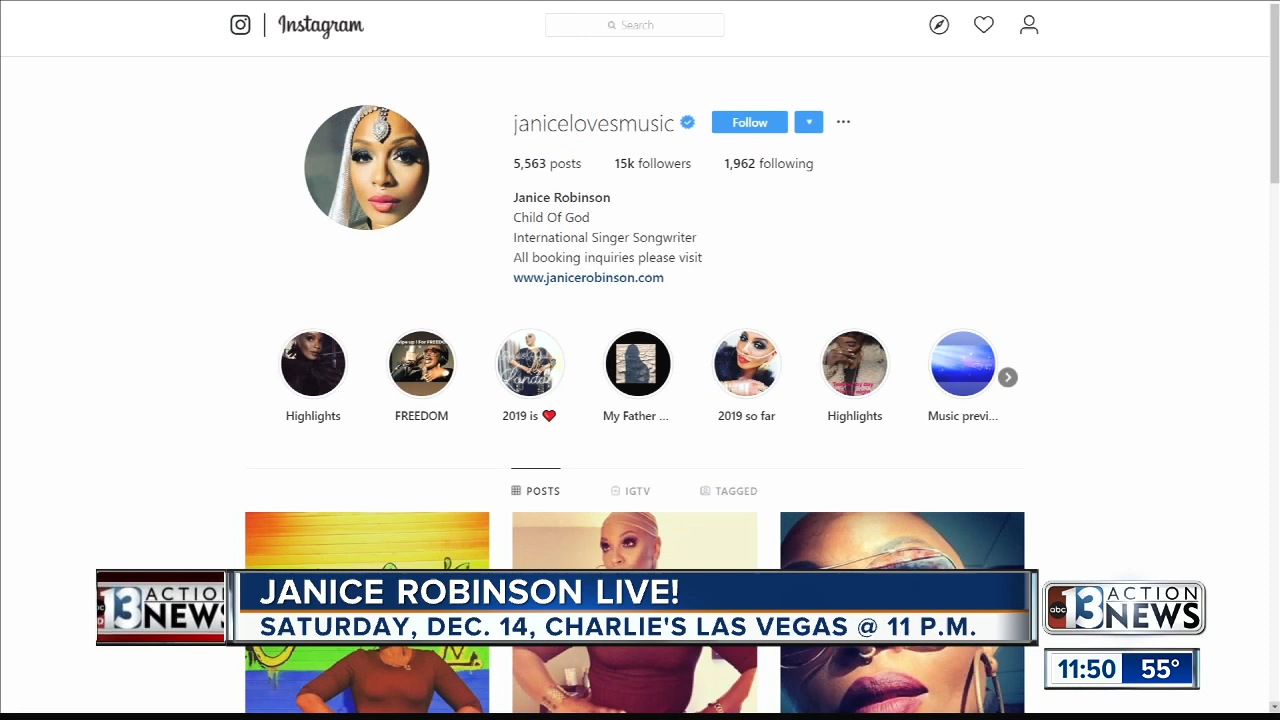 Instagram
Search
janicelovesmusic Follow
5,563 posts 15k followers 1,962 following
Janice Robinson
Child Of God
International Singer Songwriter
All booking inquiries please visit
www.janicerobinson.com
Highlights FREEDOM 2019 is ❤ My Father ... 2019 so far Highlights Music previ...
POSTS IGTV TAGGED
13 ACTION NEWS
JANICE ROBINSON LIVE!
SATURDAY, DEC. 14, CHARLIE'S LAS VEGAS @ 11 P.M.
abc 13 ACTION NEWS
11:50 55°